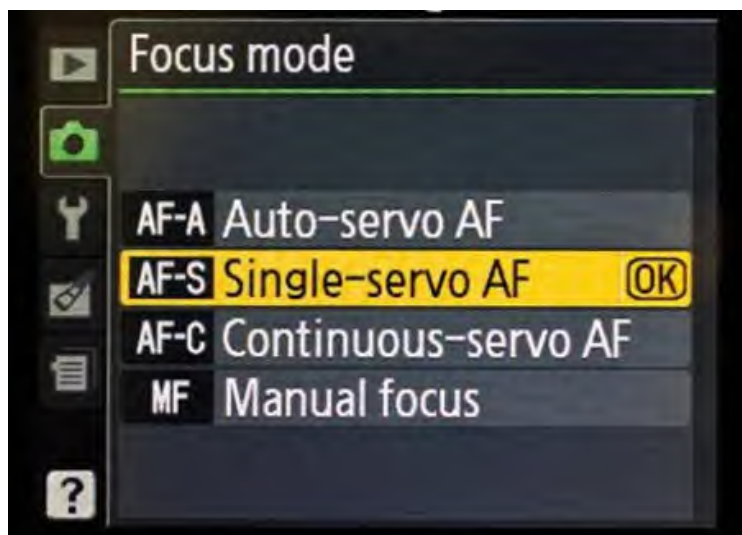 Focus mode
AF-A Auto-servo AF
AF-S Single-servo AF OK
AF-C Continuous-servo AF
MF Manual focus
?